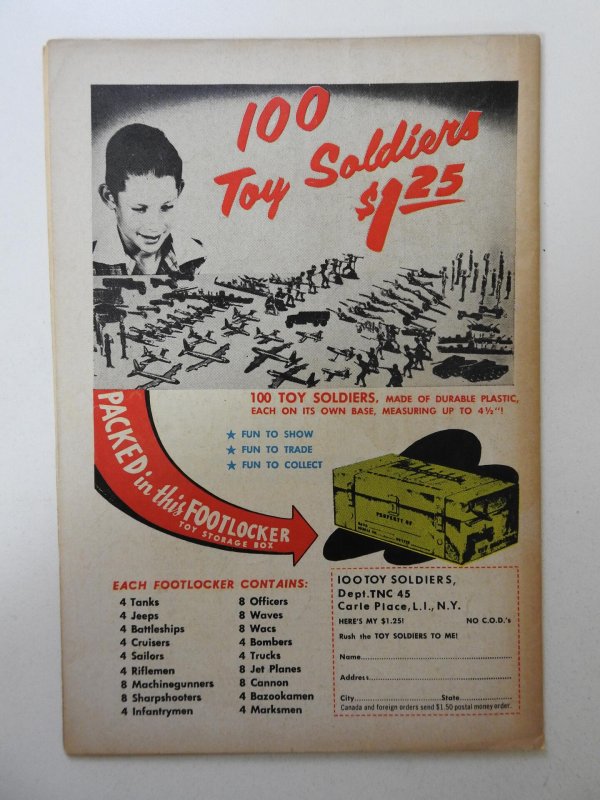 100
Toy Soldiers
$1.25
100 TOY SOLDIERS, MADE OF DURABLE PLASTIC,
EACH ON ITS OWN BASE, MEASURING UP TO 4½"!
★ FUN TO SHOW
★ FUN TO TRADE
★ FUN TO COLLECT
PACKED in this FOOTLOCKER
TOY STORAGE BOX
PROPERTY OF
EACH FOOTLOCKER CONTAINS:
4 Tanks
4 Jeeps
4 Battleships
4 Cruisers
4 Sailors
4 Riflemen
8 Machinegunners
8 Sharpshooters
4 Infantrymen
8 Officers
8 Waves
8 Wacs
4 Bombers
4 Trucks
8 Jet Planes
8 Cannon
4 Bazookamen
4 Marksmen
100 TOY SOLDIERS,
Dept. TNC 45
Carle Place, L.I., N.Y.
HERE'S MY $1.25! NO C.O.D.'s
Rush the TOY SOLDIERS TO ME!
Name
Address
City State
Canada and foreign orders send $1.50 postal money order.